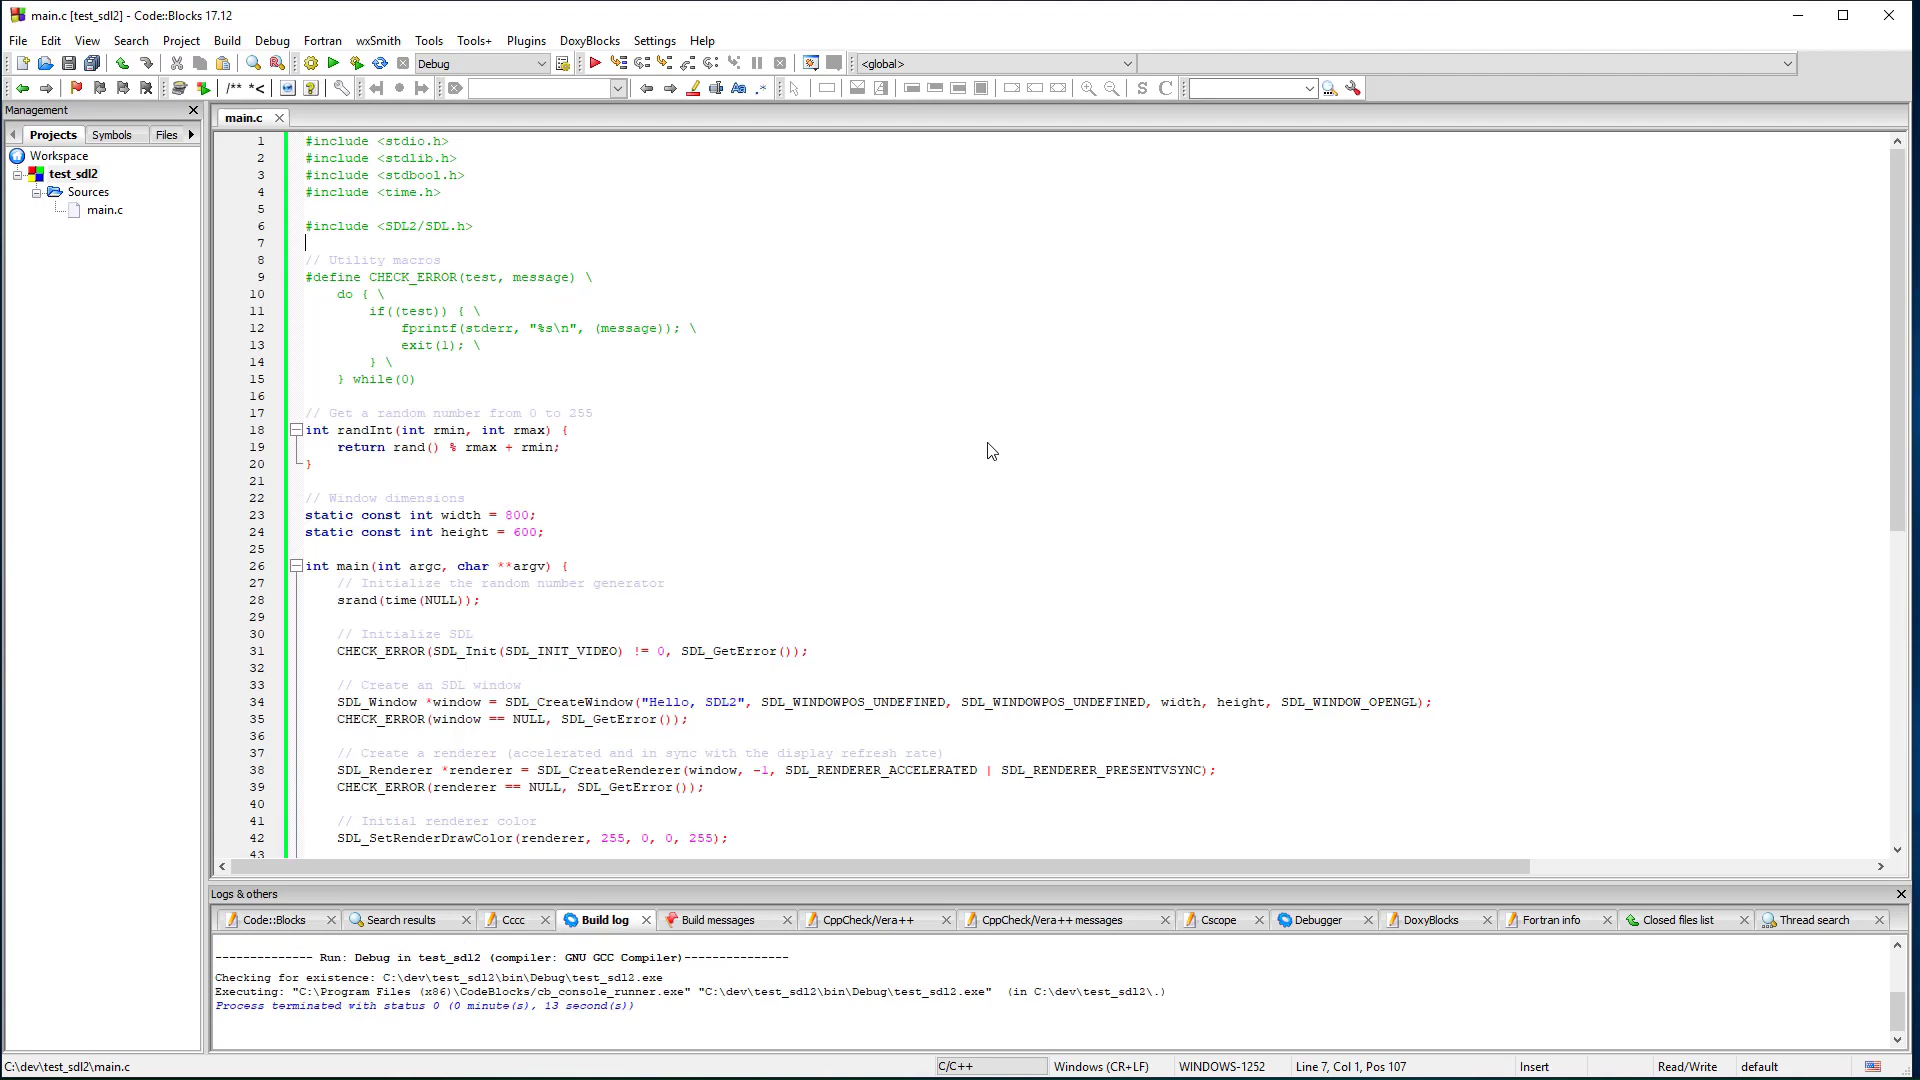 main.c [test_sdl2] - Code::Blocks 17.12
File Edit View Search Project Build Debug Fortran wxSmith Tools Tools+ Plugins DoxyBlocks Settings Help
Debug
<global>
/** *<
Aa .*
S C
Management
Projects Symbols Files
Workspace
test_sdl2
Sources
main.c
main.c
1 #include <stdio.h>
2 #include <stdlib.h>
3 #include <stdbool.h>
4 #include <time.h>
5
6 #include <SDL2/SDL.h>
7
8 // Utility macros
9 #define CHECK_ERROR(test, message) \
10 do { \
11 if((test)) { \
12 fprintf(stderr, "%s\n", (message)); \
13 exit(1); \
14 } \
15 } while(0)
16
17 // Get a random number from 0 to 255
18 int randInt(int rmin, int rmax) {
19 return rand() % rmax + rmin;
20 }
21
22 // Window dimensions
23 static const int width = 800;
24 static const int height = 600;
25
26 int main(int argc, char **argv) {
27 // Initialize the random number generator
28 srand(time(NULL));
29
30 // Initialize SDL
31 CHECK_ERROR(SDL_Init(SDL_INIT_VIDEO) != 0, SDL_GetError());
32
33 // Create an SDL window
34 SDL_Window *window = SDL_CreateWindow("Hello, SDL2", SDL_WINDOWPOS_UNDEFINED, SDL_WINDOWPOS_UNDEFINED, width, height, SDL_WINDOW_OPENGL);
35 CHECK_ERROR(window == NULL, SDL_GetError());
36
37 // Create a renderer (accelerated and in sync with the display refresh rate)
38 SDL_Renderer *renderer = SDL_CreateRenderer(window, -1, SDL_RENDERER_ACCELERATED | SDL_RENDERER_PRESENTVSYNC);
39 CHECK_ERROR(renderer == NULL, SDL_GetError());
40
41 // Initial renderer color
42 SDL_SetRenderDrawColor(renderer, 255, 0, 0, 255);
43
Logs & others
Code::Blocks Search results Cccc Build log Build messages CppCheck/Vera++ CppCheck/Vera++ messages Cscope Debugger DoxyBlocks Fortran info Closed files list Thread search
-------------- Run: Debug in test_sdl2 (compiler: GNU GCC Compiler)---------------
Checking for existence: C:\dev\test_sdl2\bin\Debug\test_sdl2.exe
Executing: "C:\Program Files (x86)\CodeBlocks/cb_console_runner.exe" "C:\dev\test_sdl2\bin\Debug\test_sdl2.exe" (in C:\dev\test_sdl2\.)
Process terminated with status 0 (0 minute(s), 13 second(s))
C:\dev\test_sdl2\main.c C/C++ Windows (CR+LF) WINDOWS-1252 Line 7, Col 1, Pos 107 Insert Read/Write default